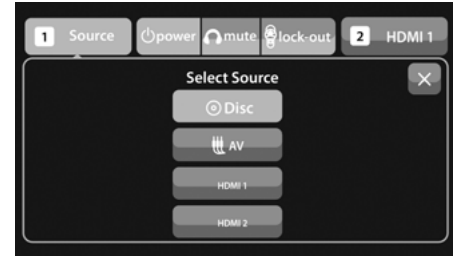 1 Source power mute lock-out 2 HDMI 1
Select Source
Disc
AV
HDMI 1
HDMI 2